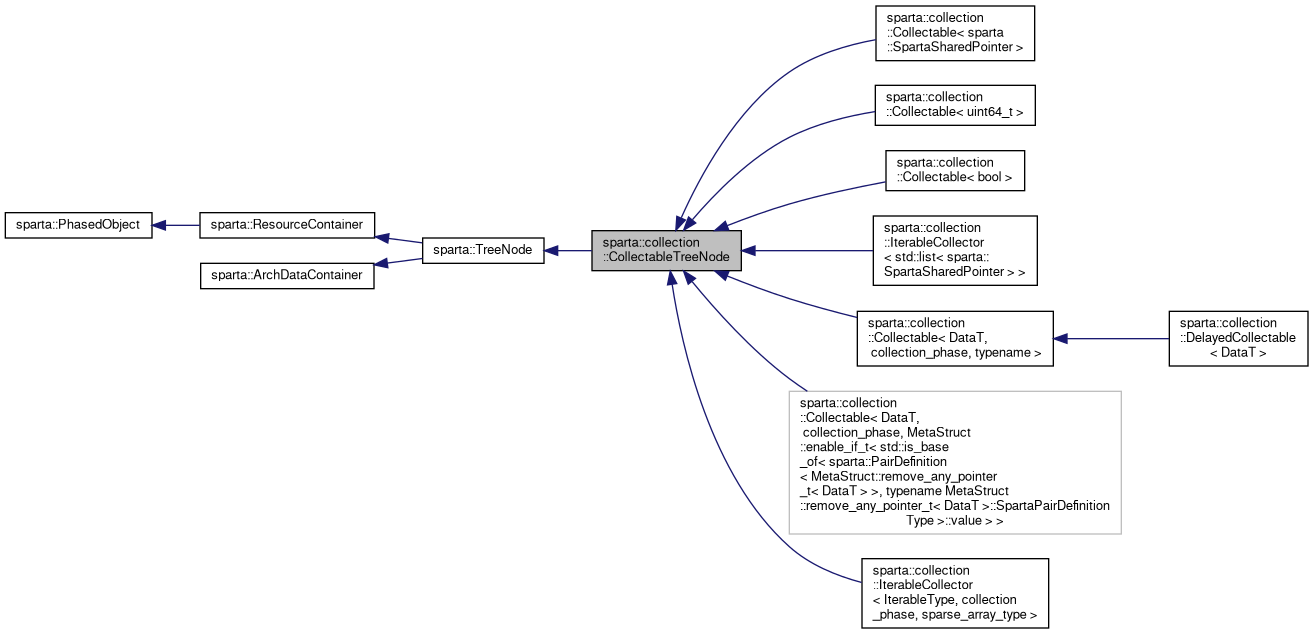 sparta::PhasedObject
sparta::ResourceContainer
sparta::ArchDataContainer
sparta::TreeNode
sparta::collection
::CollectableTreeNode
sparta::collection
::Collectable< sparta
::SpartaSharedPointer >
sparta::collection
::Collectable< uint64_t >
sparta::collection
::Collectable< bool >
sparta::collection
::IterableCollector
< std::list< sparta::
SpartaSharedPointer > >
sparta::collection
::Collectable< DataT,
collection_phase, typename >
sparta::collection
::DelayedCollectable
< DataT >
sparta::collection
::Collectable< DataT,
collection_phase, MetaStruct
::enable_if_t< std::is_base
_of< sparta::PairDefinition
< MetaStruct::remove_any_pointer
_t< DataT > >, typename MetaStruct
::remove_any_pointer_t< DataT >::SpartaPairDefinition
Type >::value > >
sparta::collection
::IterableCollector
< IterableType, collection
_phase, sparse_array_type >